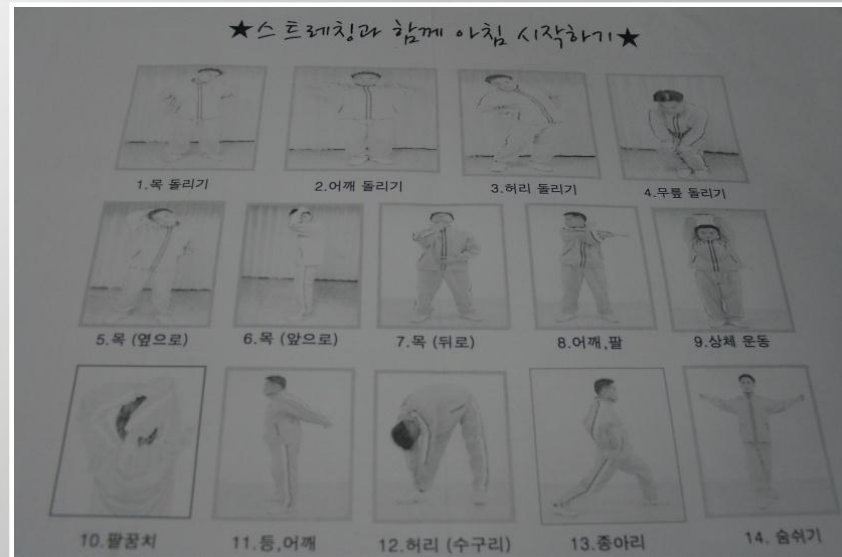 ★스트레칭과 함께 아침 시작하기★
1.목 돌리기
2.어깨 돌리기
3.허리 돌리기
4.무릎 돌리기
5.목 (옆으로)
6.목 (앞으로)
7.목 (뒤로)
8.어깨,팔
9.상체 운동
10.팔꿈치
11.등,어깨
12.허리 (수구리)
13.종아리
14. 숨쉬기